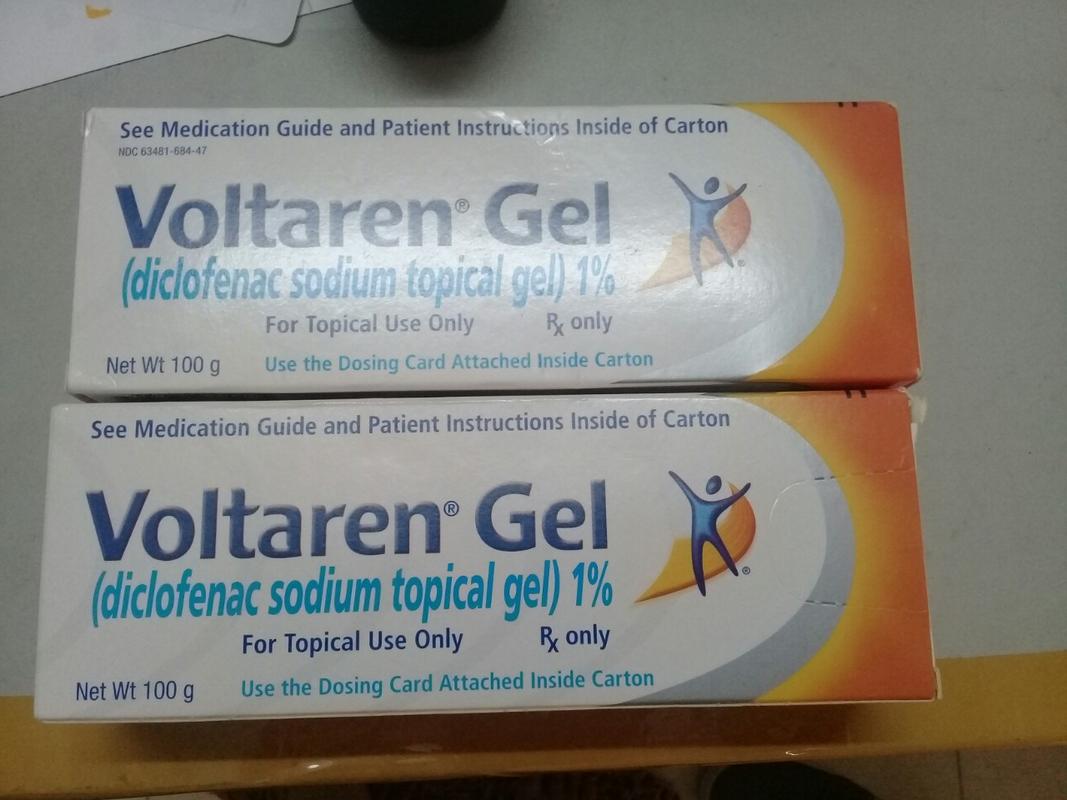 See Medication Guide and Patient Instructions Inside of Carton
NDC 63481-684-47
Voltaren® Gel
(diclofenac sodium topical gel) 1%
For Topical Use Only Rx only
Net Wt 100 g Use the Dosing Card Attached Inside Carton
®
See Medication Guide and Patient Instructions Inside of Carton
Voltaren® Gel
(diclofenac sodium topical gel) 1%
For Topical Use Only Rx only
Net Wt 100 g Use the Dosing Card Attached Inside Carton
®